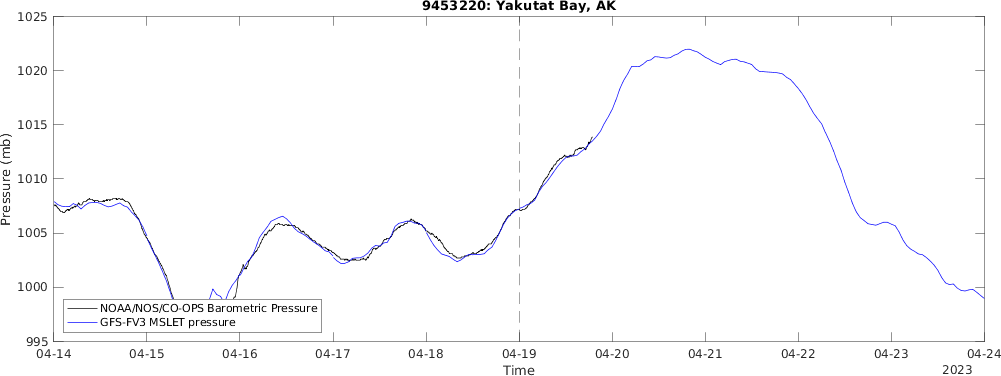 9453220: Yakutat Bay, AK
1025
1020
1015
1010
1005
1000
995
Pressure (mb)
NOAA/NOS/CO-OPS Barometric Pressure
GFS-FV3 MSLET pressure
04-14 04-15 04-16 04-17 04-18 04-19 04-20 04-21 04-22 04-23 04-24
Time
2023